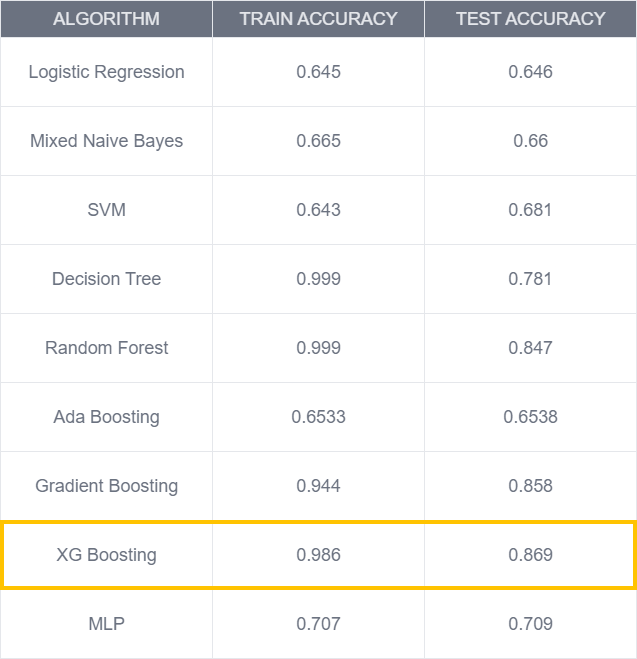 ALGORITHM TRAIN ACCURACY TEST ACCURACY
Logistic Regression 0.645 0.646
Mixed Naive Bayes 0.665 0.66
SVM 0.643 0.681
Decision Tree 0.999 0.781
Random Forest 0.999 0.847
Ada Boosting 0.6533 0.6538
Gradient Boosting 0.944 0.858
XG Boosting 0.986 0.869
MLP 0.707 0.709